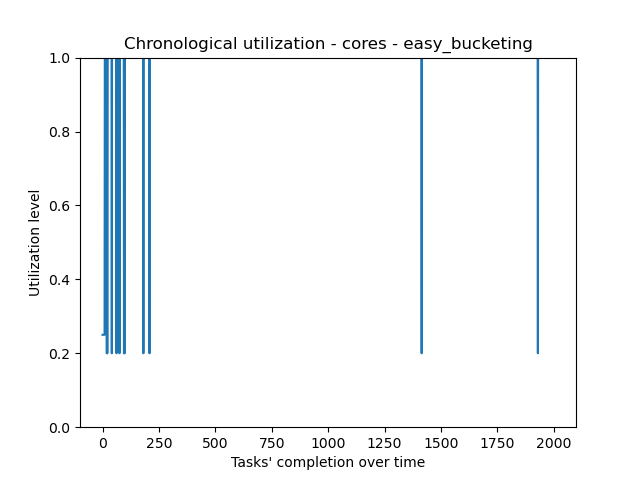 Chronological utilization - cores - easy_bucketing
1.0
0.8
0.6
0.4
0.2
0.0
Utilization level
0 250 500 750 1000 1250 1500 1750 2000
Tasks' completion over time